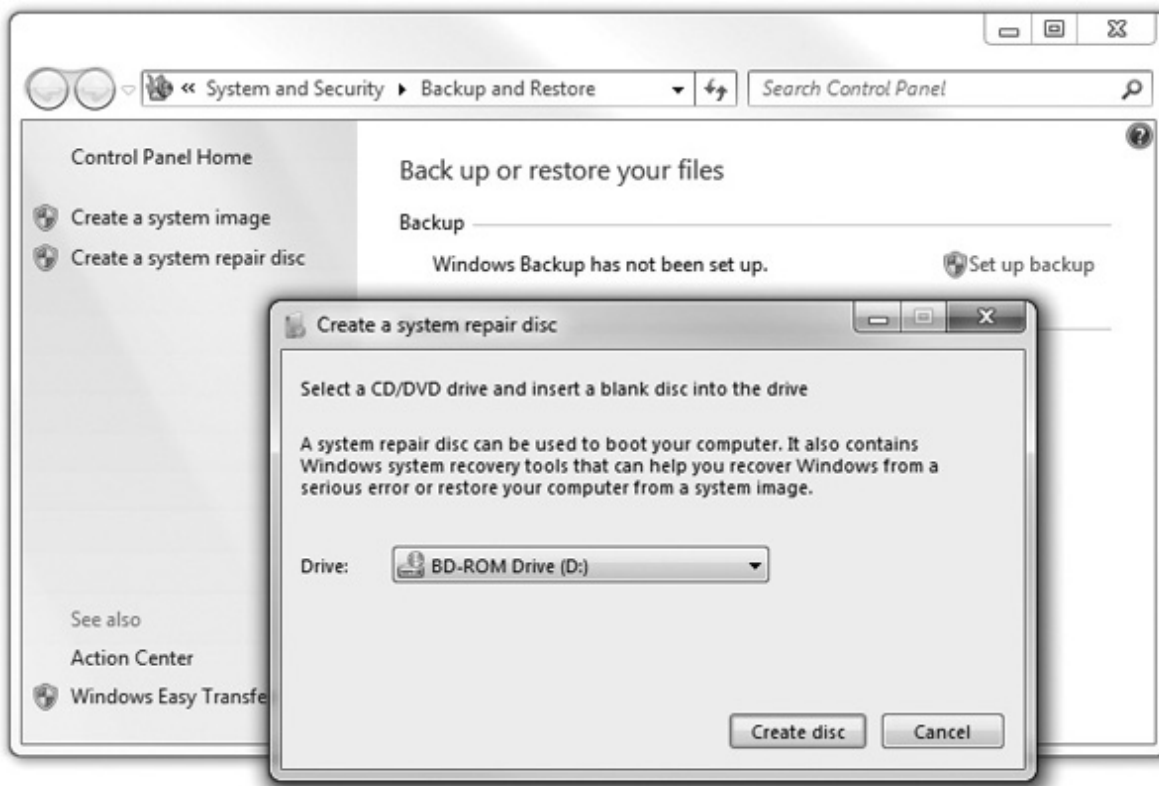 « System and Security ▸ Backup and Restore
Search Control Panel
Control Panel Home
Create a system image
Create a system repair disc
Back up or restore your files
Backup
Windows Backup has not been set up.
Set up backup
Create a system repair disc
Select a CD/DVD drive and insert a blank disc into the drive
A system repair disc can be used to boot your computer. It also contains
Windows system recovery tools that can help you recover Windows from a
serious error or restore your computer from a system image.
Drive:
BD-ROM Drive (D:)
Create disc
Cancel
See also
Action Center
Windows Easy Transfe